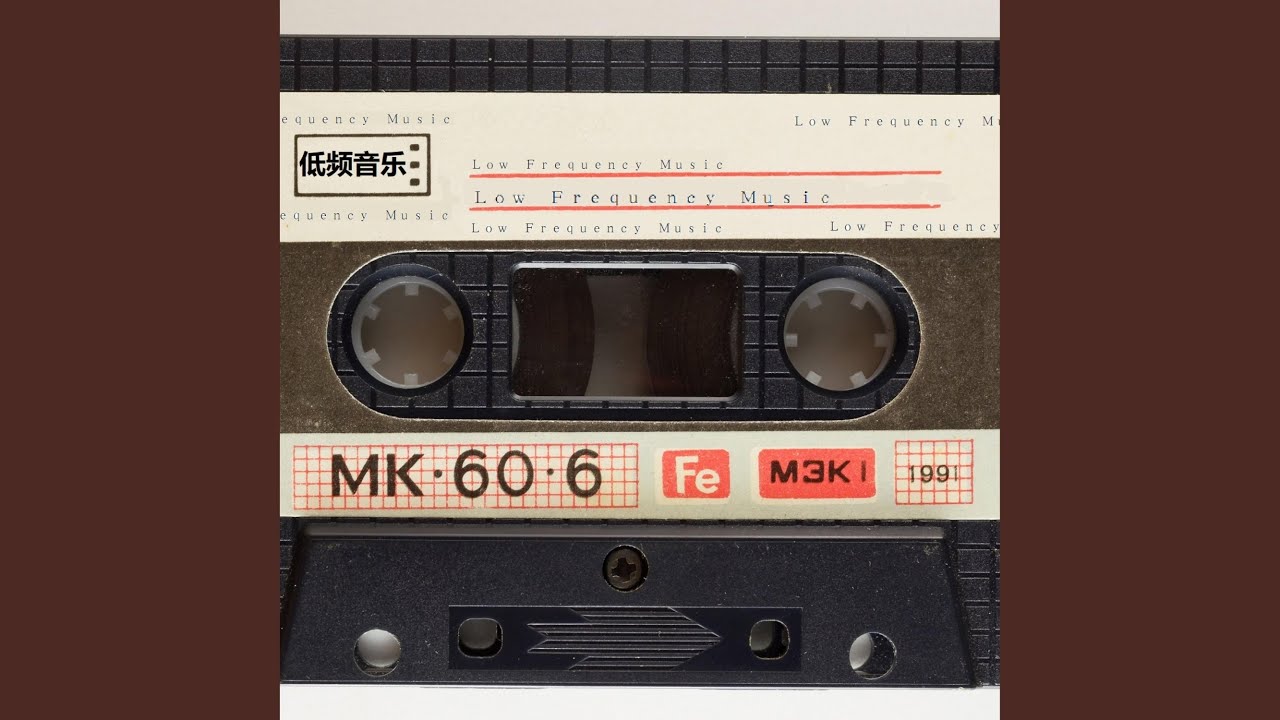 equency Music
Low Frequency Mu
低频音乐
Low Frequency Music
Low Frequency Music
equency Music
Low Frequency Music
Low Frequency
МК·60·6
Fe
МЭК I
1991